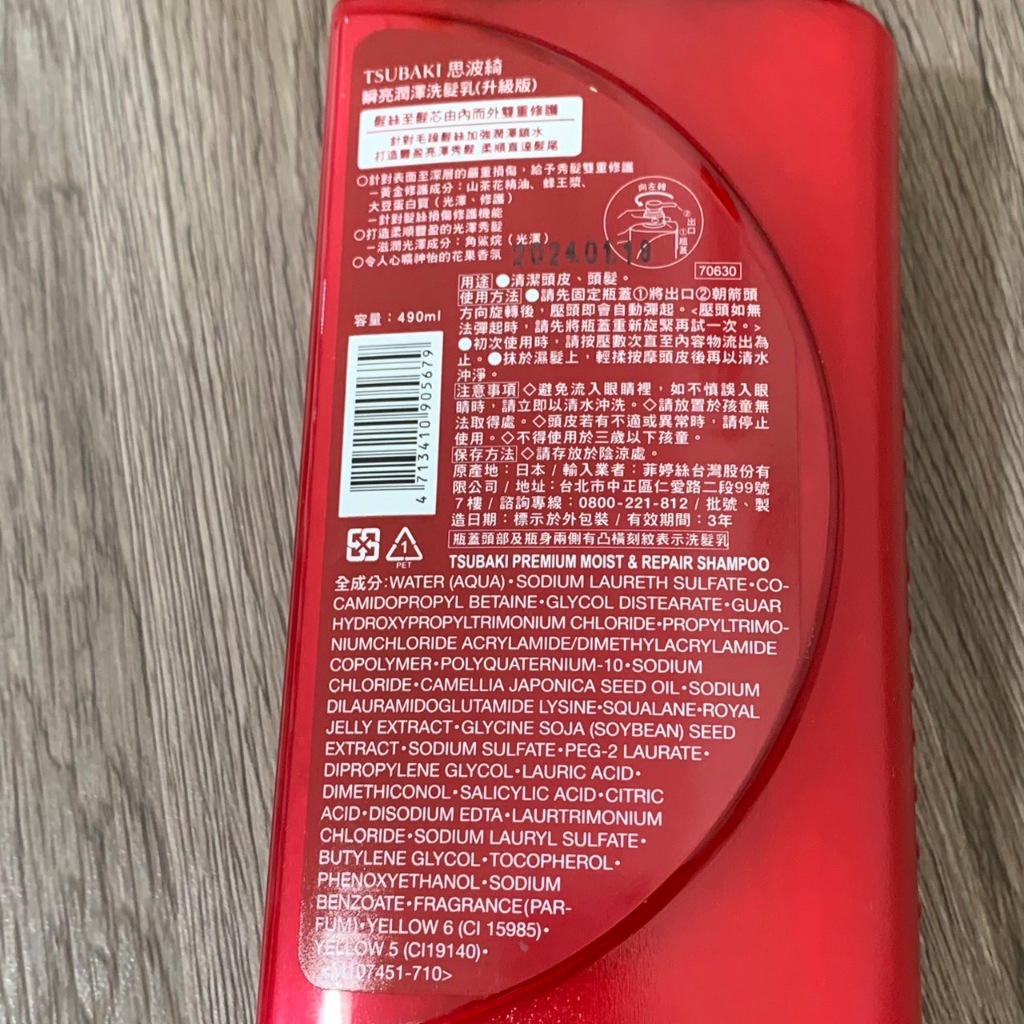 TSUBAKI 思波綺
瞬亮潤澤洗髮乳(升級版)
髮絲至髮芯由內而外雙重修護
針對毛躁髮絲加強潤澤鎖水
打造豐盈亮澤秀髮 柔順直達髮尾
○針對表面至深層的嚴重損傷，給予秀髮雙重修護
－黃金修護成分：山茶花精油、蜂王漿、
大豆蛋白質（光澤、修護）
－針對髮絲損傷修護機能
○打造柔順豐盈的光澤秀髮
－滋潤光澤成分：角鯊烷（光澤）
○令人心曠神怡的花果香氛
2024.01.19
向左轉
②出口
①瓶蓋
70630
用途 ●清潔頭皮、頭髮。
使用方法 ●請先固定瓶蓋①將出口②朝箭頭
方向旋轉後，壓頭即會自動彈起。<壓頭如無
法彈起時，請先將瓶蓋重新旋緊再試一次。>
●初次使用時，請按壓數次直至內容物流出為
止。●抹於濕髮上，輕揉按摩頭皮後再以清水
沖淨。
容量：490ml
4 713410 905679
注意事項 ◇避免流入眼睛裡，如不慎誤入眼
睛時，請立即以清水沖洗。◇請放置於孩童無
法取得處。◇頭皮若有不適或異常時，請停止
使用。◇不得使用於三歲以下孩童。
保存方法 ◇請存放於陰涼處。
原產地：日本 / 輸入業者：菲婷絲台灣股份有
限公司 / 地址：台北市中正區仁愛路二段99號
7樓 / 諮詢專線：0800-221-812 / 批號、製
造日期：標示於外包裝 / 有效期間：3年
瓶蓋頭部及瓶身兩側有凸橫刻紋表示洗髮乳
1
PET
TSUBAKI PREMIUM MOIST & REPAIR SHAMPOO
全成分:WATER (AQUA)•SODIUM LAURETH SULFATE•CO-
CAMIDOPROPYL BETAINE•GLYCOL DISTEARATE•GUAR
HYDROXYPROPYLTRIMONIUM CHLORIDE•PROPYLTRIMO-
NIUMCHLORIDE ACRYLAMIDE/DIMETHYLACRYLAMIDE
COPOLYMER•POLYQUATERNIUM-10•SODIUM
CHLORIDE•CAMELLIA JAPONICA SEED OIL•SODIUM
DILAURAMIDOGLUTAMIDE LYSINE•SQUALANE•ROYAL
JELLY EXTRACT•GLYCINE SOJA (SOYBEAN) SEED
EXTRACT•SODIUM SULFATE•PEG-2 LAURATE•
DIPROPYLENE GLYCOL•LAURIC ACID•
DIMETHICONOL•SALICYLIC ACID•CITRIC
ACID•DISODIUM EDTA•LAURTRIMONIUM
CHLORIDE•SODIUM LAURYL SULFATE•
BUTYLENE GLYCOL•TOCOPHEROL•
PHENOXYETHANOL•SODIUM
BENZOATE•FRAGRANCE(PAR-
FUM)•YELLOW 6 (CI 15985)•
YELLOW 5 (CI19140)•
07451-710>